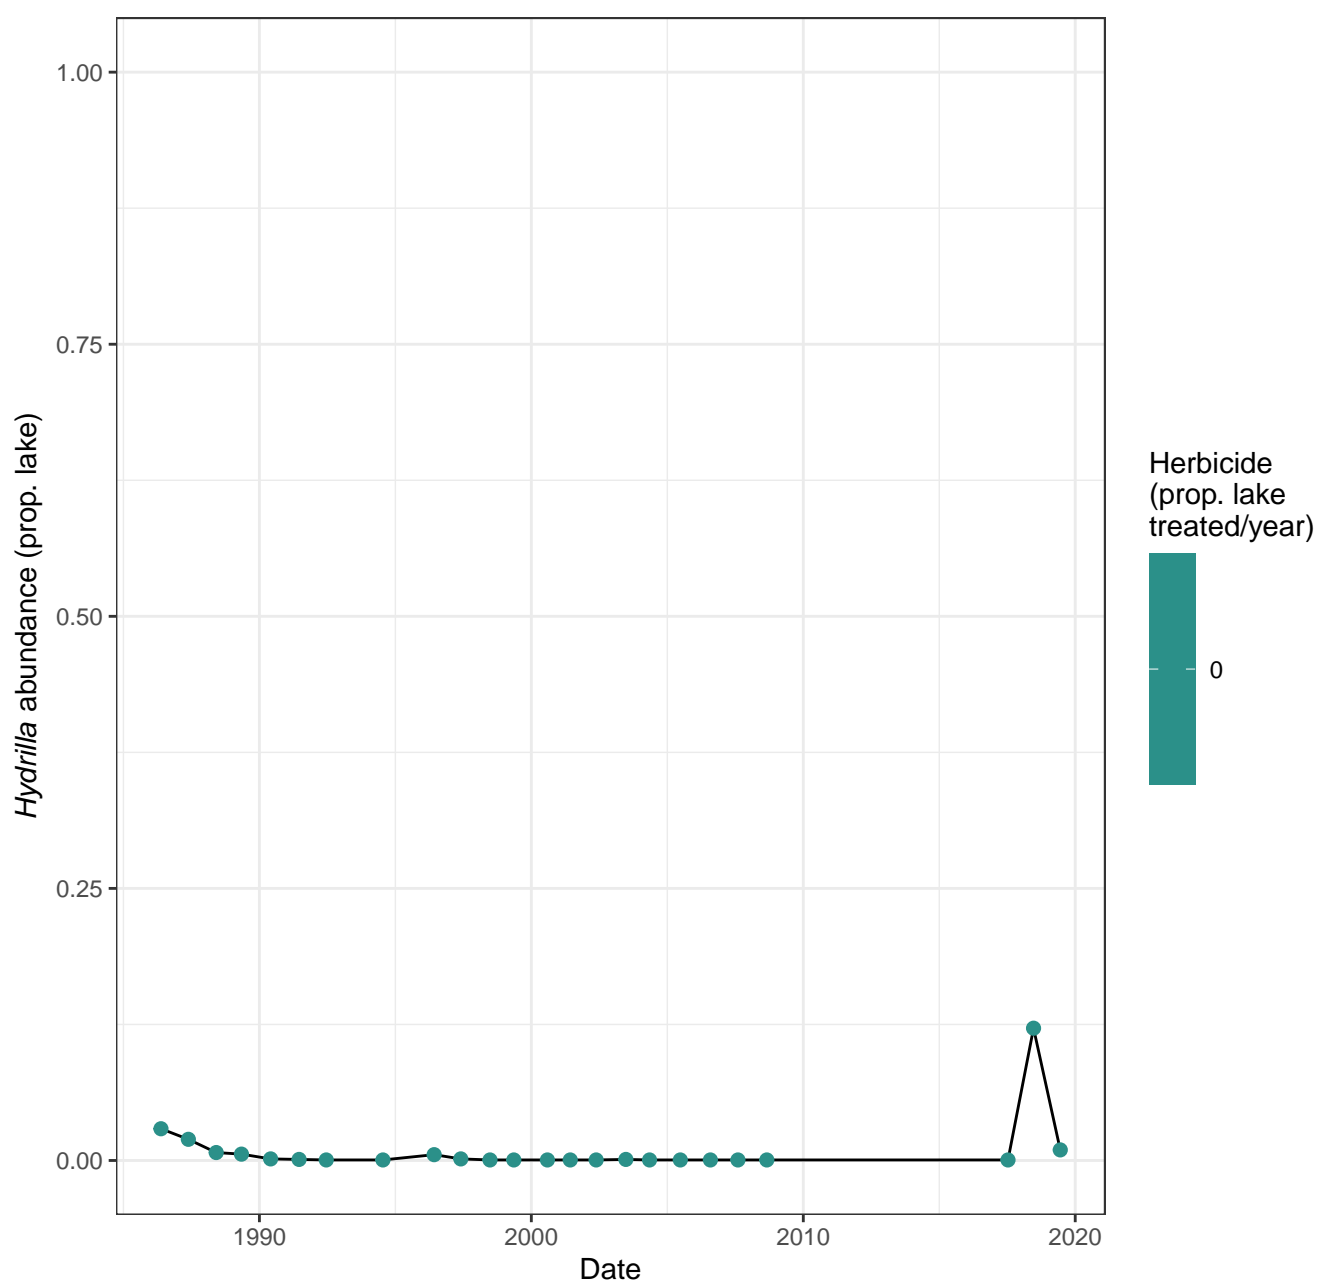 1.00
0.75
0.50
0.25
0.00
Hydrilla abundance (prop. lake)
1990
2000
2010
2020
Date
Herbicide
(prop. lake
treated/year)
0